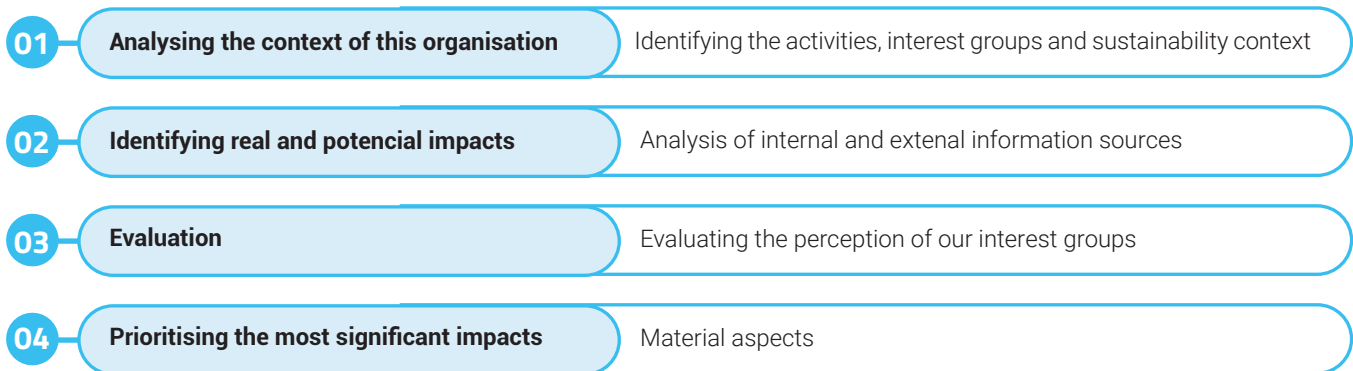 01 Analysing the context of this organisation Identifying the activities, interest groups and sustainability context
02 Identifying real and potencial impacts Analysis of internal and extenal information sources
03 Evaluation Evaluating the perception of our interest groups
04 Prioritising the most significant impacts Material aspects